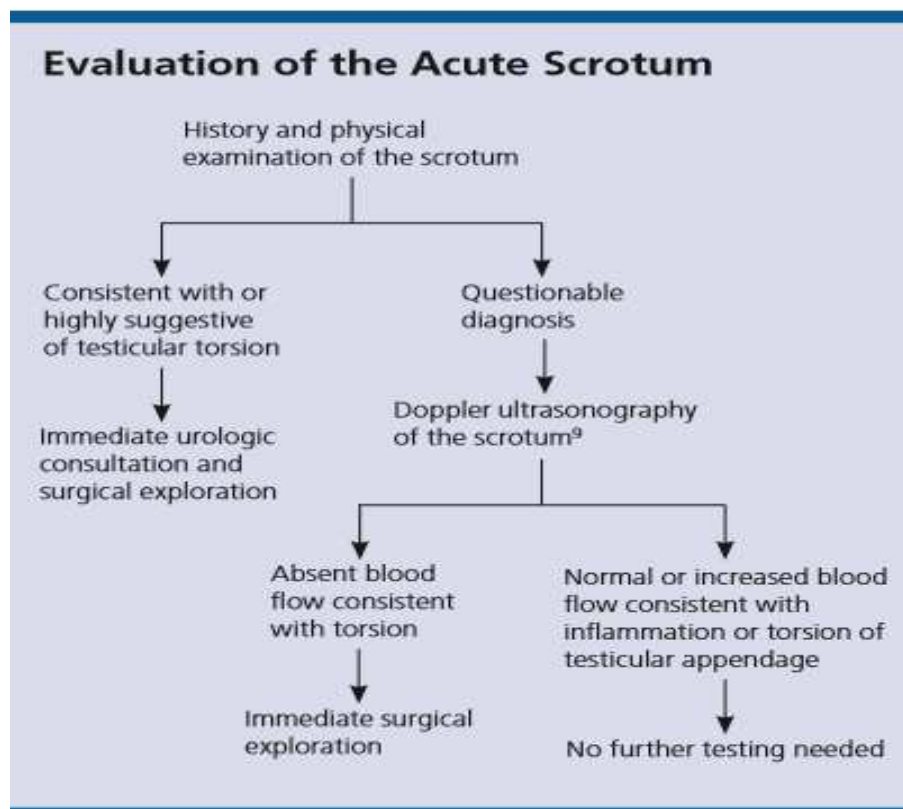 Evaluation of the Acute Scrotum
History and physical
examination of the scrotum
Consistent with or
highly suggestive
of testicular torsion
Questionable
diagnosis
Immediate urologic
consultation and
surgical exploration
Doppler ultrasonography
of the scrotum⁹
Absent blood
flow consistent
with torsion
Normal or increased blood
flow consistent with
inflammation or torsion of
testicular appendage
Immediate surgical
exploration
No further testing needed